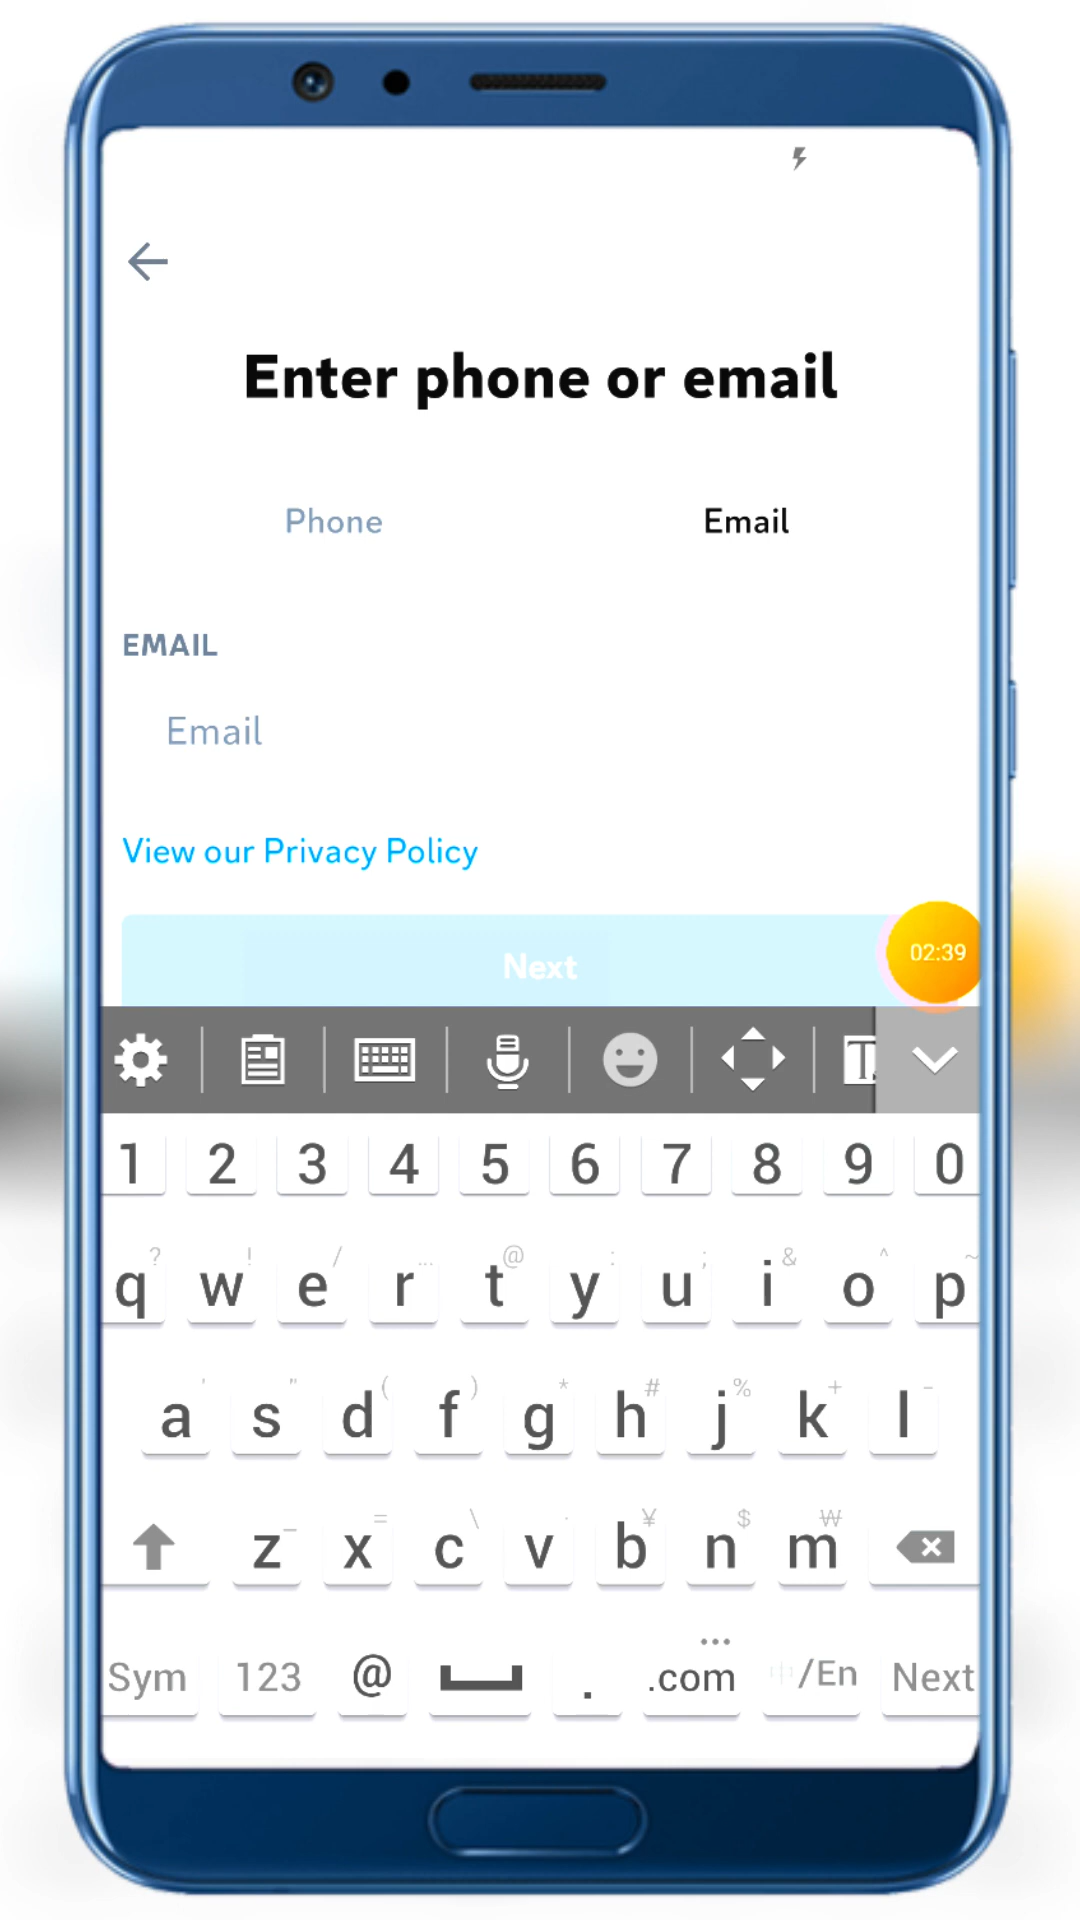 Enter phone or email
Phone Email
EMAIL
Email
View our Privacy Policy
Next
02:39
T
1 2 3 4 5 6 7 8 9 0
? ! / ... @ : ; & ^ ~
q w e r t y u i o p
' " ( ) * # % + -
a s d f g h j k l
_ = \ · ¥ $ ₩
z x c v b n m
Sym 123 @ . .com 中/En Next